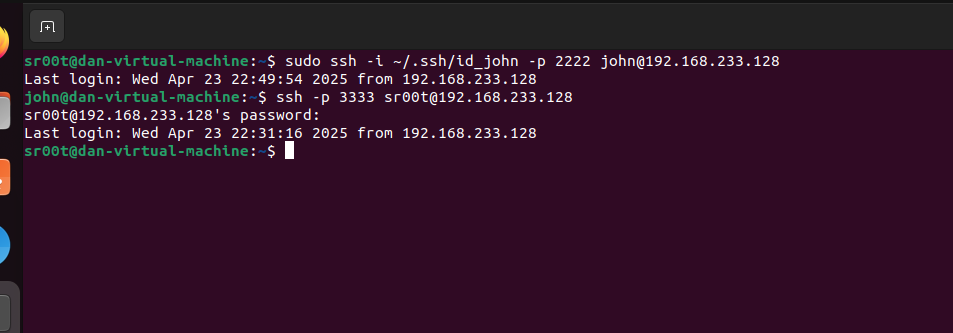 sr00t@dan-virtual-machine:~$ sudo ssh -i ~/.ssh/id_john -p 2222 john@192.168.233.128
Last login: Wed Apr 23 22:49:54 2025 from 192.168.233.128
john@dan-virtual-machine:~$ ssh -p 3333 sr00t@192.168.233.128
sr00t@192.168.233.128's password:
Last login: Wed Apr 23 22:31:16 2025 from 192.168.233.128
sr00t@dan-virtual-machine:~$